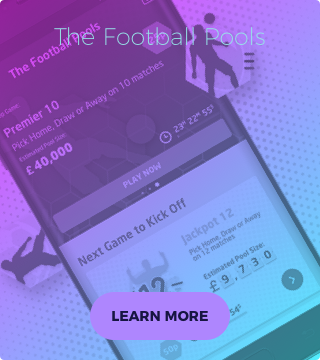 The Football Pools
The Football Pools
Premier 10
Pick Home, Draw or Away on 10 matches
Estimated Pool Size:
£40,000
23ᴴ 22ᴹ 55ˢ
PLAY NOW
Next Game to Kick Off
Jackpot 12
Pick Home, Draw or Away
on 12 matches
12
Estimated Pool Size:
£9,730
50p
LEARN MORE